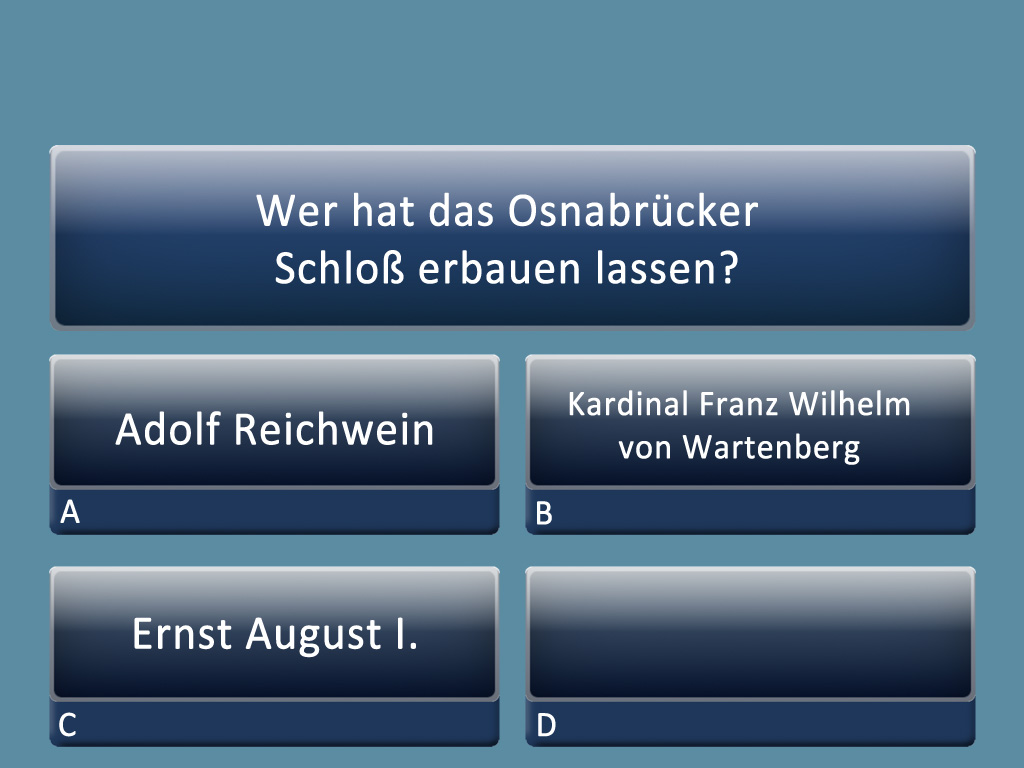 Wer hat das Osnabrücker
Schloß erbauen lassen?
Adolf Reichwein
A
Kardinal Franz Wilhelm
von Wartenberg
B
Ernst August I.
C
D